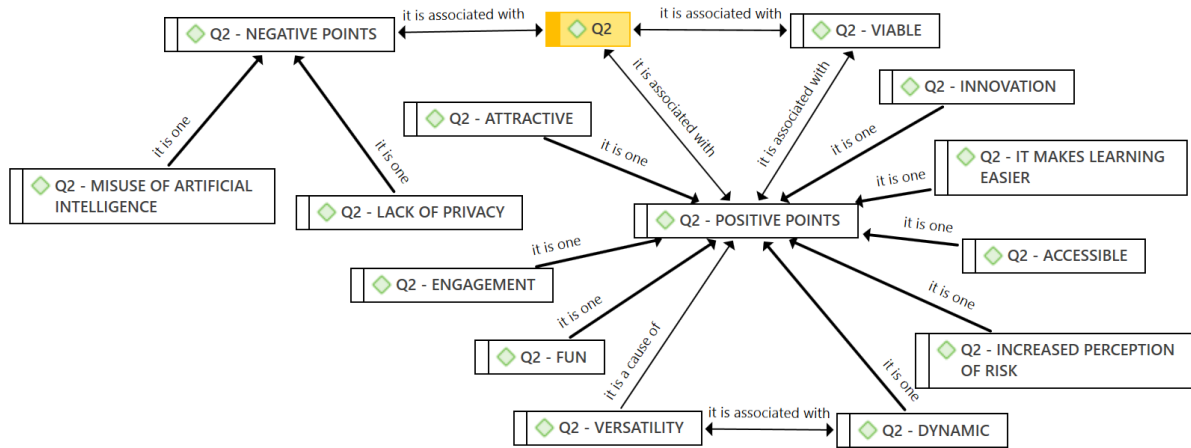 it is associated with
it is associated with
Q2 - NEGATIVE POINTS
Q2
Q2 - VIABLE
it is associated with
it is associated with
Q2 - INNOVATION
Q2 - ATTRACTIVE
it is one
it is one
it is one
it is one
Q2 - IT MAKES LEARNING
EASIER
it is one
it is one
Q2 - MISUSE OF ARTIFICIAL
INTELLIGENCE
Q2 - LACK OF PRIVACY
Q2 - POSITIVE POINTS
it is one
it is one
Q2 - ACCESSIBLE
Q2 - ENGAGEMENT
it is one
it is one
it is a cause of
Q2 - FUN
Q2 - INCREASED PERCEPTION
OF RISK
it is one
it is associated with
Q2 - VERSATILITY
Q2 - DYNAMIC